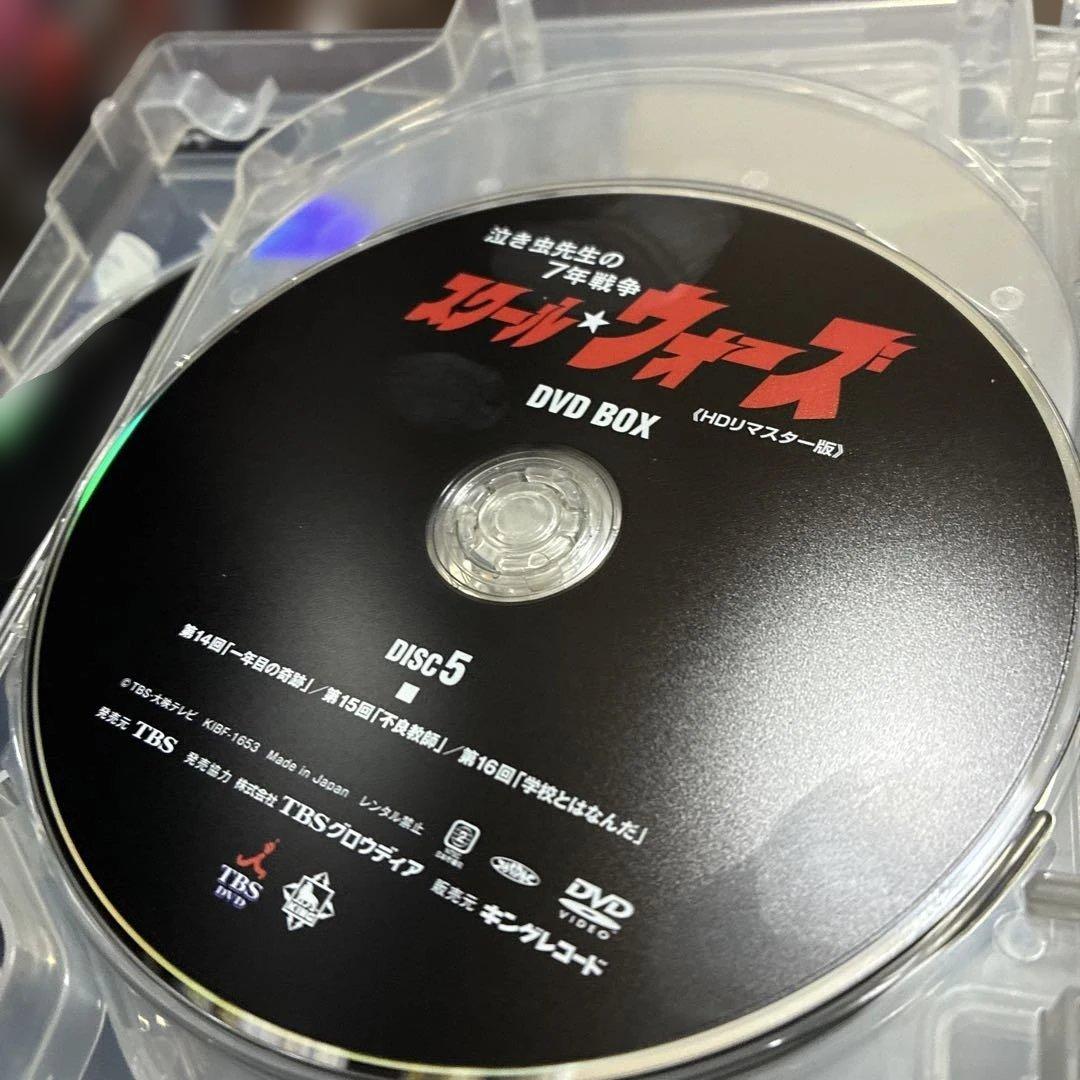 泣き虫先生の
7年戦争
スクール★ウォーズ
DVD BOX 《HDリマスター版》
DISC 5
第14回「一年目の奇跡」/第15回「不良教師」/第16回「学校とはなんだ」
©TBS・大映テレビ KIBF-1653 Made in Japan レンタル禁止
発売元 TBS 発売協力 株式会社 TBSグロウディア 販売元 キングレコード
TBS
DVD
KING
2
DVD
VIDEO